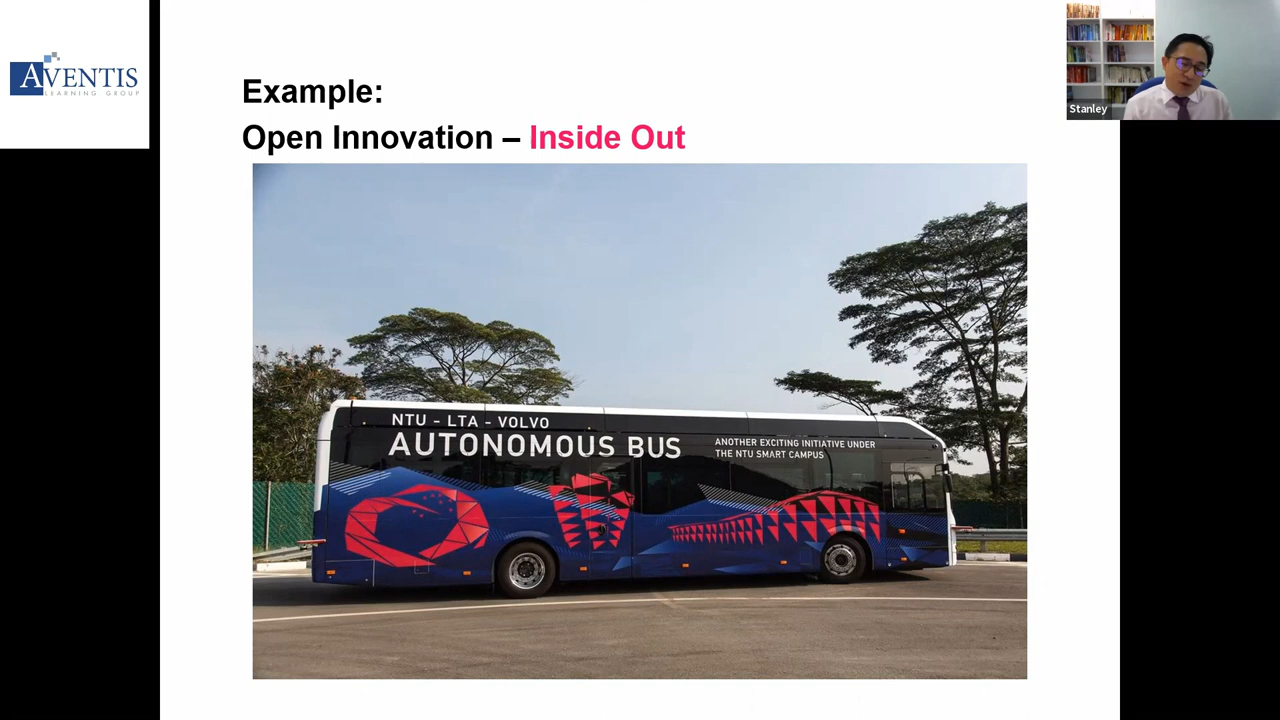 AVENTIS
LEARNING GROUP
Example:
Open Innovation – Inside Out
Stanley
NTU - LTA - VOLVO
AUTONOMOUS BUS
ANOTHER EXCITING INITIATIVE UNDER
THE NTU SMART CAMPUS